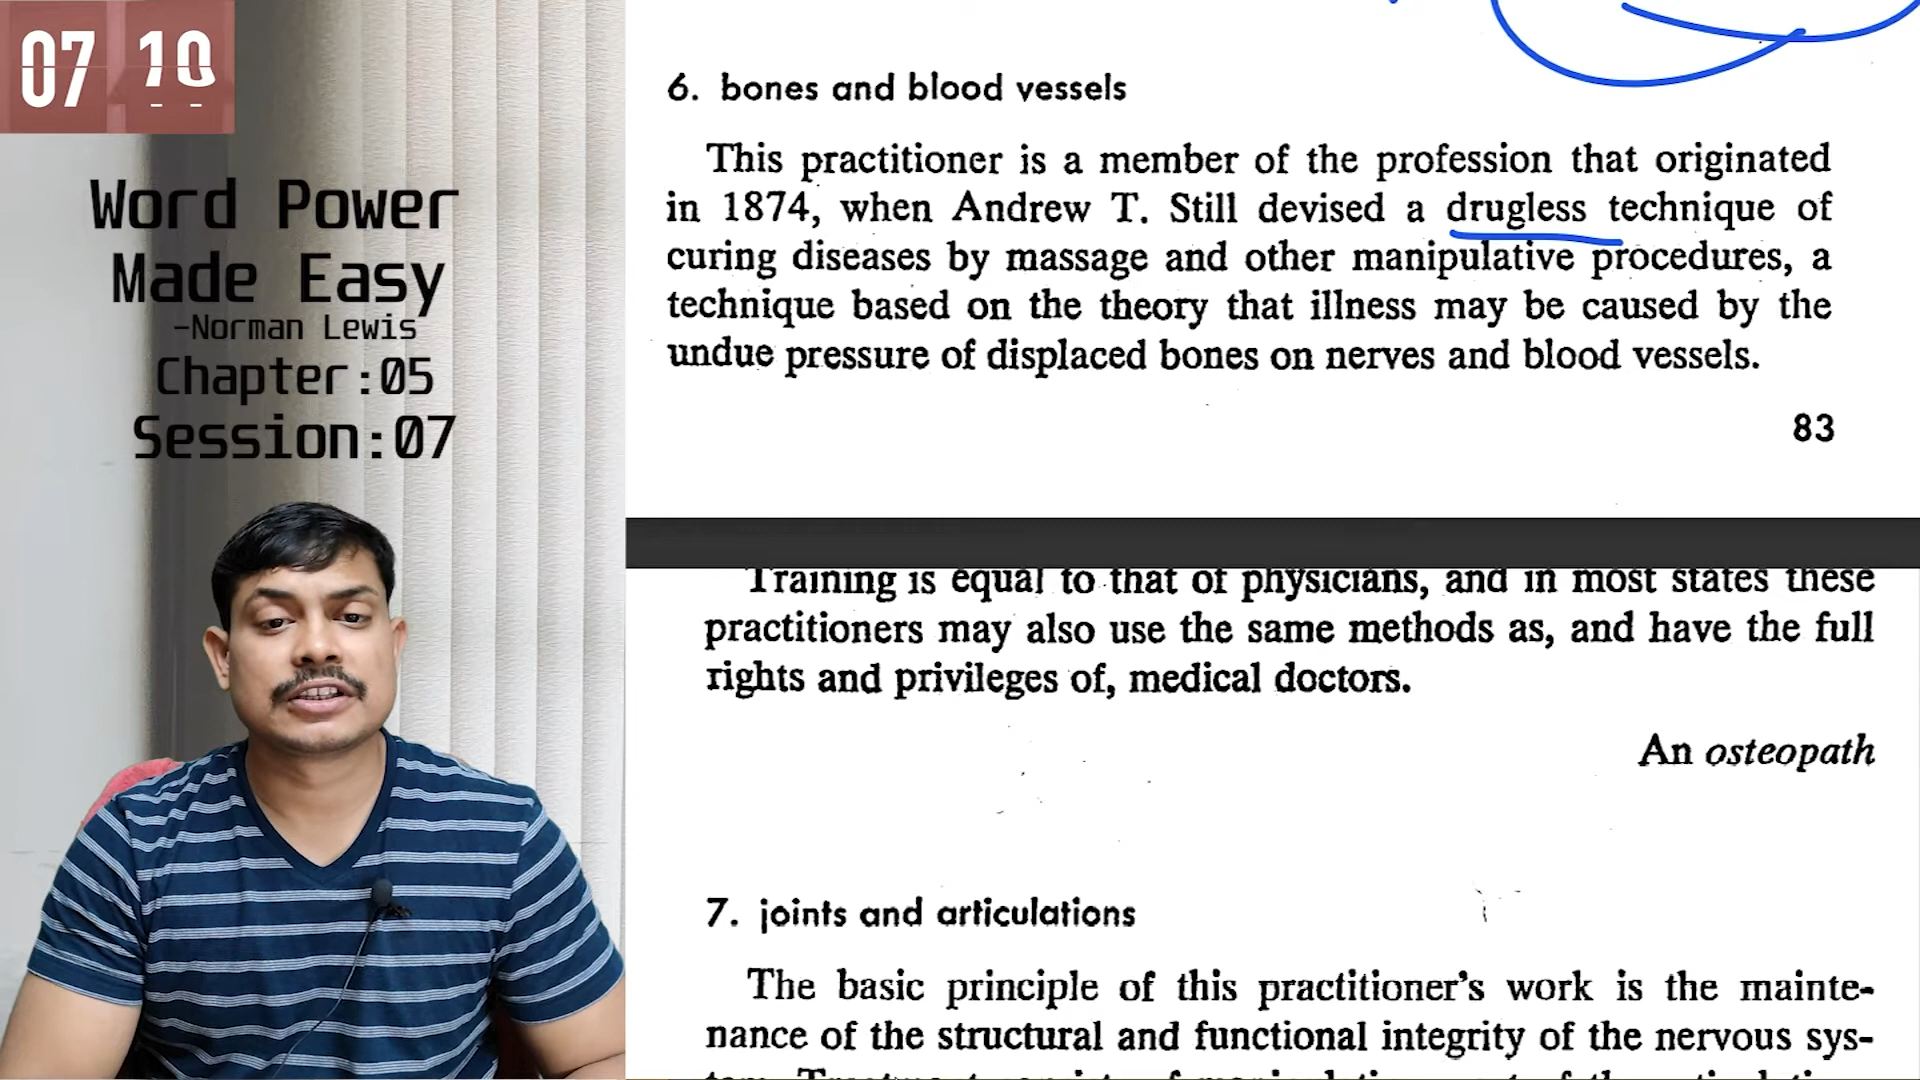 07 10
Word Power
Made Easy
-Norman Lewis
Chapter:05
Session:07
6. bones and blood vessels
This practitioner is a member of the profession that originated
in 1874, when Andrew T. Still devised a drugless technique of
curing diseases by massage and other manipulative procedures, a
technique based on the theory that illness may be caused by the
undue pressure of displaced bones on nerves and blood vessels.
83
Training is equal to that of physicians, and in most states these
practitioners may also use the same methods as, and have the full
rights and privileges of, medical doctors.
An osteopath
7. joints and articulations
The basic principle of this practitioner's work is the mainte-
nance of the structural and functional integrity of the nervous sys-